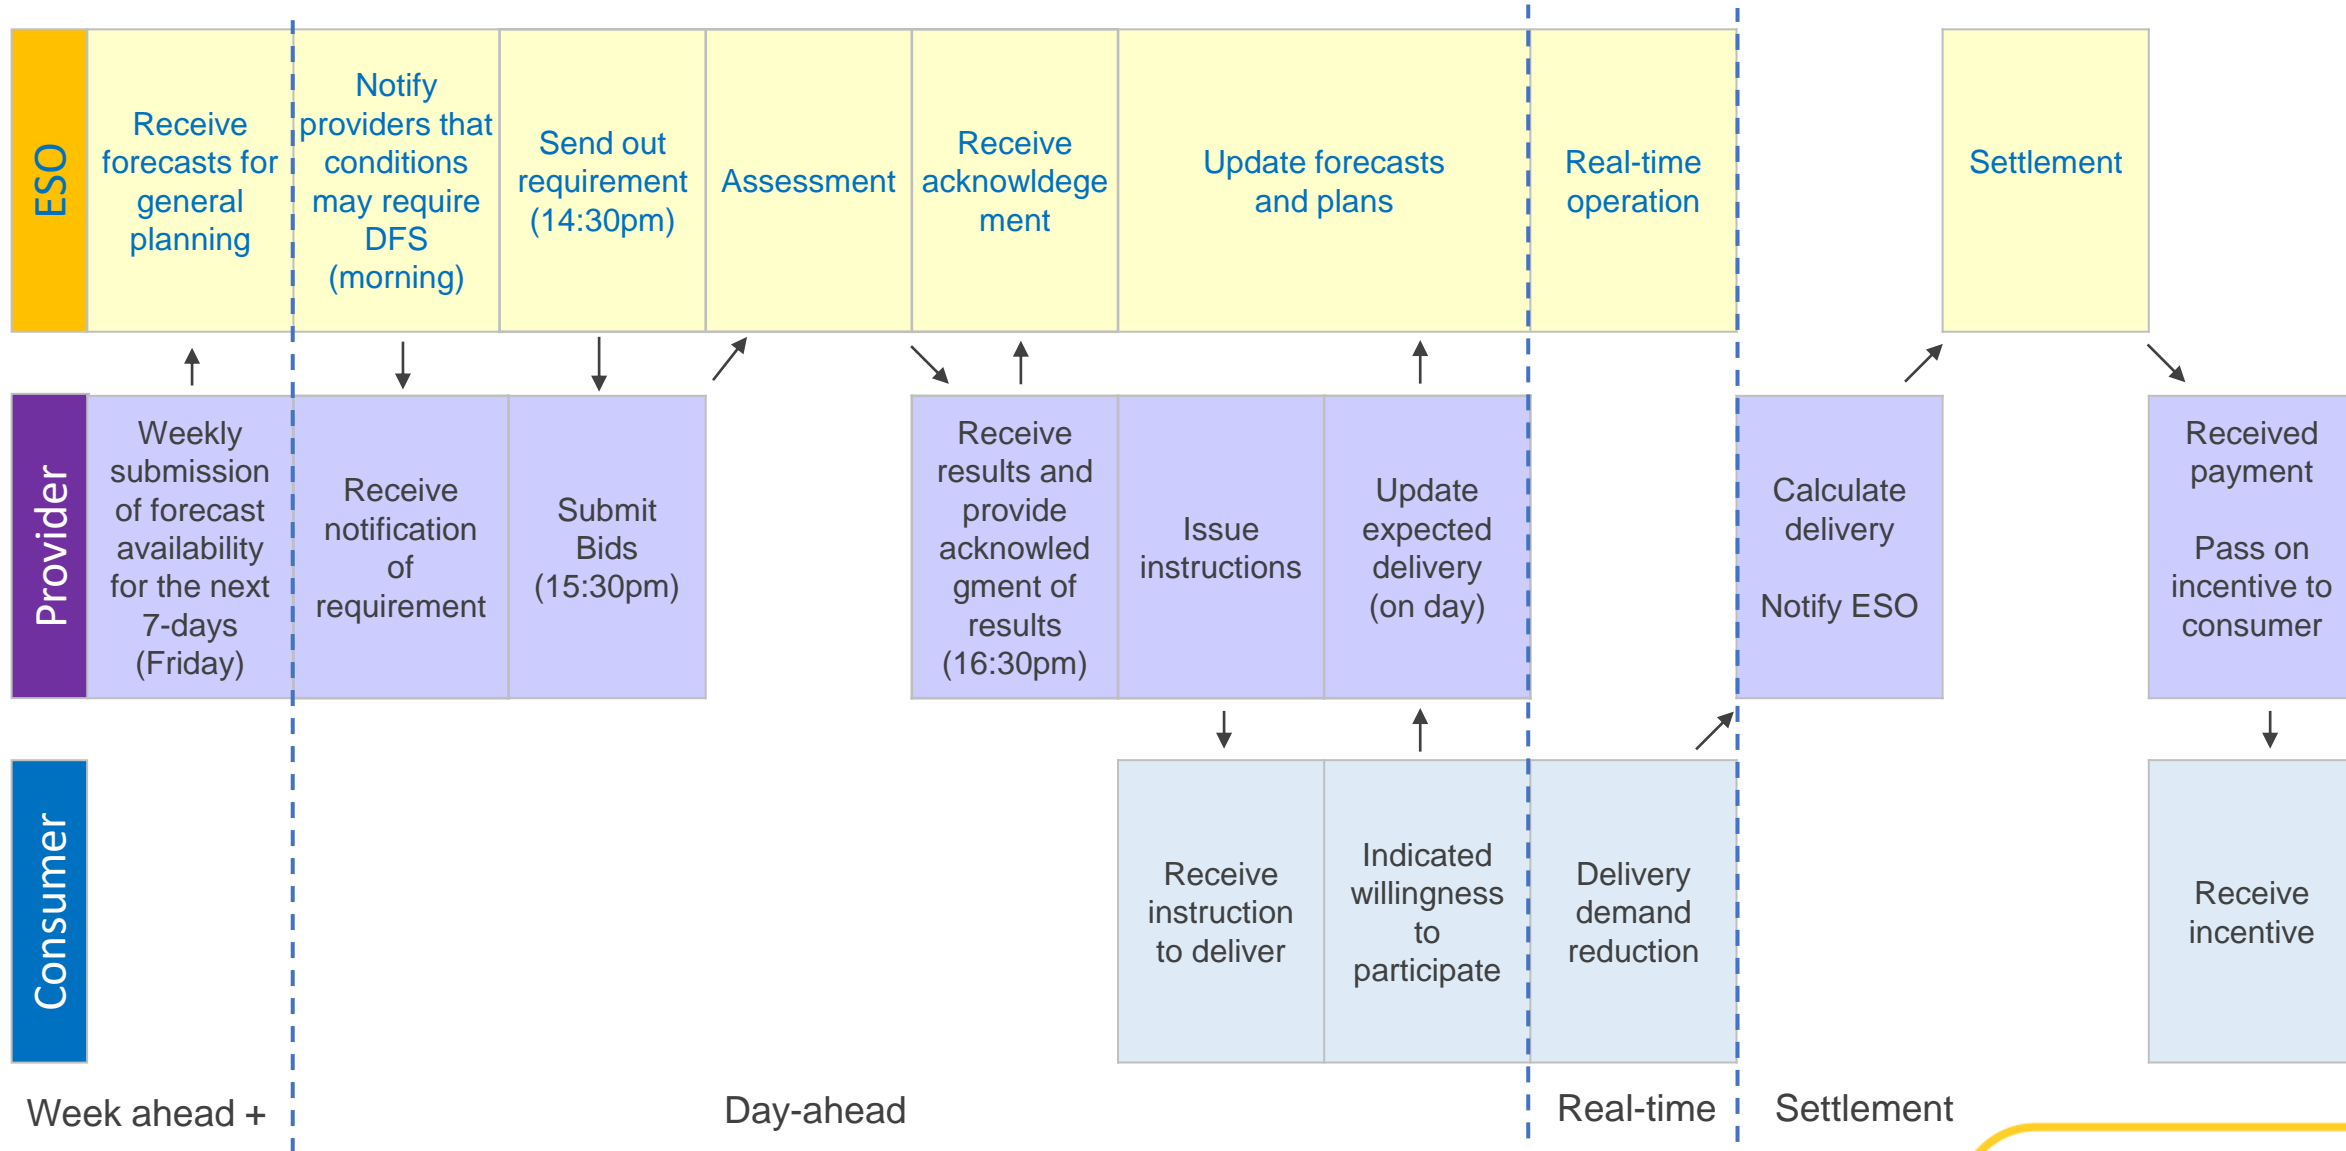 ESO
Receive
forecasts for
general
planning
Notify
providers that
conditions
may require
DFS
(morning)
Send out
requirement
(14:30pm)
Assessment
Receive
acknowldege
ment
Update forecasts
and plans
Real-time
operation
Settlement
Provider
Weekly
submission
of forecast
availability
for the next
7-days
(Friday)
Receive
notification
of
requirement
Submit
Bids
(15:30pm)
Receive
results and
provide
acknowled
gment of
results
(16:30pm)
Issue
instructions
Update
expected
delivery
(on day)
Calculate
delivery
Notify ESO
Received
payment
Pass on
incentive to
consumer
Consumer
Receive
instruction
to deliver
Indicated
willingness
to
participate
Delivery
demand
reduction
Receive
incentive
Week ahead +
Day-ahead
Real-time
Settlement